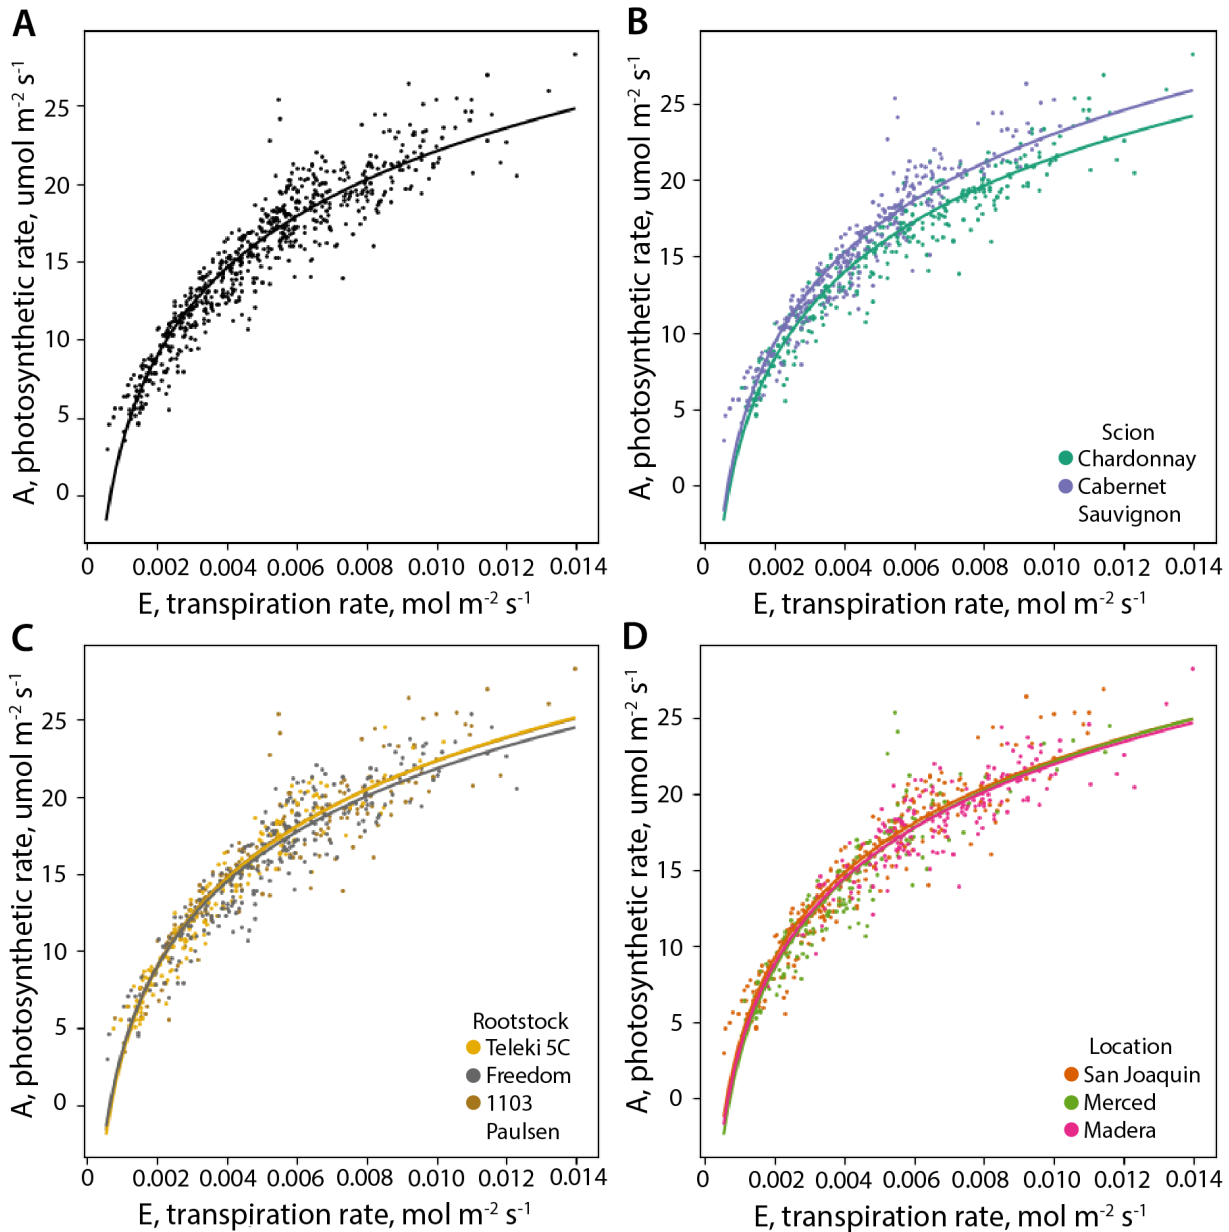 A
A, photosynthetic rate, umol m⁻² s⁻¹
25
20
15
10
5
0
0 0.002 0.004 0.006 0.008 0.010 0.012 0.014
E, transpiration rate, mol m⁻² s⁻¹
B
A, photosynthetic rate, umol m⁻² s⁻¹
25
20
15
10
5
0
Scion
Chardonnay
Cabernet
Sauvignon
0 0.002 0.004 0.006 0.008 0.010 0.012 0.014
E, transpiration rate, mol m⁻² s⁻¹
C
A, photosynthetic rate, umol m⁻² s⁻¹
25
20
15
10
5
0
Rootstock
Teleki 5C
Freedom
1103
Paulsen
0 0.002 0.004 0.006 0.008 0.010 0.012 0.014
E, transpiration rate, mol m⁻² s⁻¹
D
A, photosynthetic rate, umol m⁻² s⁻¹
25
20
15
10
5
0
Location
San Joaquin
Merced
Madera
0 0.002 0.004 0.006 0.008 0.010 0.012 0.014
E, transpiration rate, mol m⁻² s⁻¹